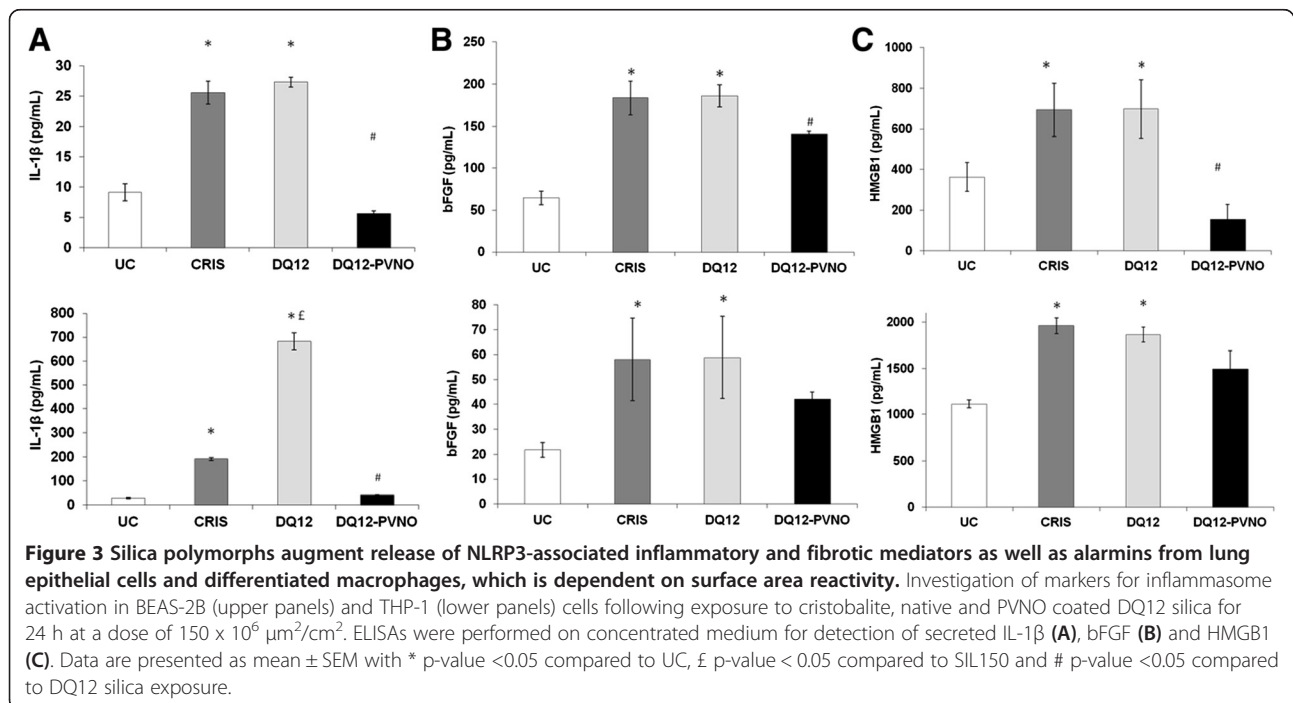 A
B
C
IL-1β (pg/mL)
30
25
20
15
10
5
0
* * #
UC CRIS DQ12 DQ12-PVNO
bFGF (pg/mL)
250
200
150
100
50
0
* * #
UC CRIS DQ12 DQ12-PVNO
HMGB1 (pg/mL)
1000
800
600
400
200
0
* * #
UC CRIS DQ12 DQ12-PVNO
IL-1β (pg/mL)
800
700
600
500
400
300
200
100
0
* * £ #
UC CRIS DQ12 DQ12-PVNO
bFGF (pg/mL)
80
70
60
50
40
30
20
10
0
* *
UC CRIS DQ12 DQ12-PVNO
HMGB1 (pg/mL)
2000
1500
1000
500
0
* *
UC CRIS DQ12 DQ12-PVNO
Figure 3 Silica polymorphs augment release of NLRP3-associated inflammatory and fibrotic mediators as well as alarmins from lung
epithelial cells and differentiated macrophages, which is dependent on surface area reactivity. Investigation of markers for inflammasome
activation in BEAS-2B (upper panels) and THP-1 (lower panels) cells following exposure to cristobalite, native and PVNO coated DQ12 silica for
24 h at a dose of 150 x 10⁶ μm²/cm². ELISAs were performed on concentrated medium for detection of secreted IL-1β (A), bFGF (B) and HMGB1
(C). Data are presented as mean ± SEM with * p-value <0.05 compared to UC, £ p-value < 0.05 compared to SIL150 and # p-value <0.05 compared
to DQ12 silica exposure.